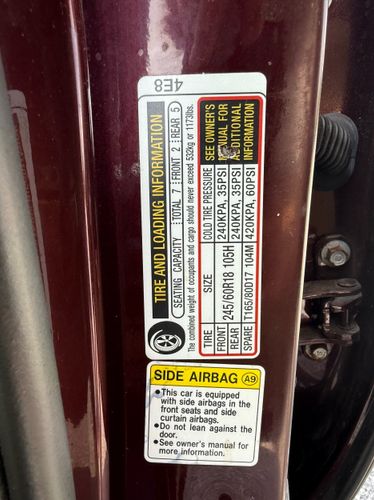 4E8
TIRE AND LOADING INFORMATION
SEATING CAPACITY TOTAL 7 FRONT 2 REAR 5
The combined weight of occupants and cargo should never exceed 532kg or 1173lbs.
TIRE SIZE COLD TIRE PRESSURE
FRONT 245/60R18 105H 240KPA, 35PSI
REAR 240KPA, 35PSI
SPARE T165/80D17 104M 420KPA, 60PSI
SEE OWNER'S
MANUAL FOR
ADDITIONAL
INFORMATION
SIDE AIRBAG A9
●This car is equipped
with side airbags in the
front seats and side
curtain airbags.
●Do not lean against the
door.
●See owner's manual for
more information.